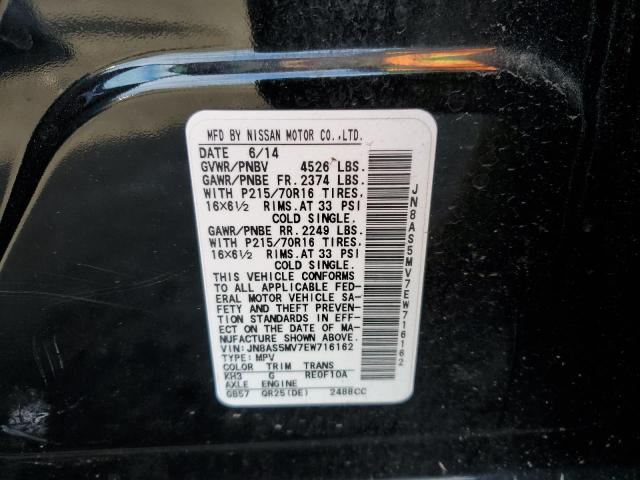 MFD BY NISSAN MOTOR CO.,LTD.
DATE 6/14
GVWR/PNBV 4526 LBS.
GAWR/PNBE FR. 2374 LBS.
WITH P215/70R16 TIRES.
16X6½ RIMS. AT 33 PSI
COLD SINGLE.
GAWR/PNBE RR. 2249 LBS.
WITH P215/70R16 TIRES.
16X6½ RIMS. AT 33 PSI
COLD SINGLE.
THIS VEHICLE CONFORMS
TO ALL APPLICABLE FED-
ERAL MOTOR VEHICLE SA-
FETY AND THEFT PREVEN-
TION STANDARDS IN EFF-
ECT ON THE DATE OF MA-
NUFACTURE SHOWN ABOVE.
VIN: JN8AS5MV7EW716162
TYPE: MPV
COLOR TRIM TRANS
KH3 G RE0F10A
AXLE ENGINE
GB57 QR25(DE) 2488CC
JN8AS5MV7EW716162